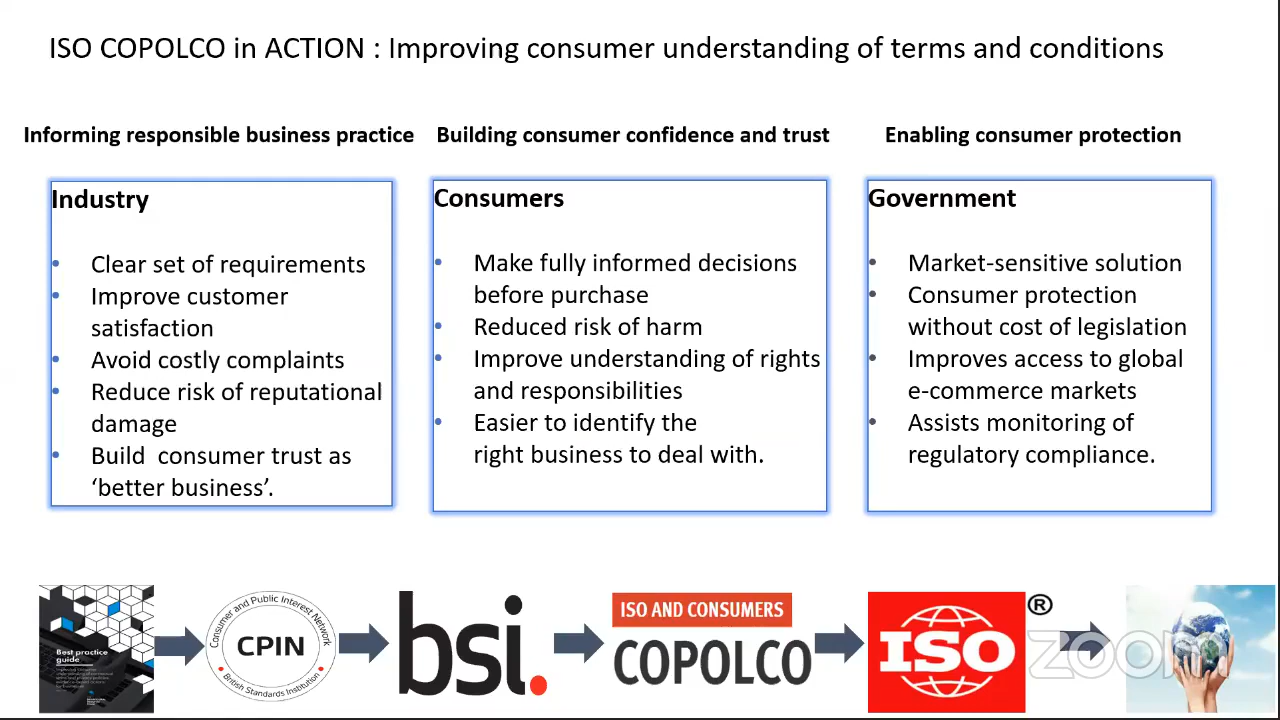 ISO COPOLCO in ACTION : Improving consumer understanding of terms and conditions
Informing responsible business practice
Industry
Clear set of requirements
Improve customer
satisfaction
Avoid costly complaints
Reduce risk of reputational
damage
Build consumer trust as
‘better business’.
Building consumer confidence and trust
Consumers
Make fully informed decisions
before purchase
Reduced risk of harm
Improve understanding of rights
and responsibilities
Easier to identify the
right business to deal with.
Enabling consumer protection
Government
Market-sensitive solution
Consumer protection
without cost of legislation
Improves access to global
e-commerce markets
Assists monitoring of
regulatory compliance.
Best practice
guide
Consumer and Public Interest Network
CPIN
bsi.
ISO AND CONSUMERS
COPOLCO
ISO
®
zoom